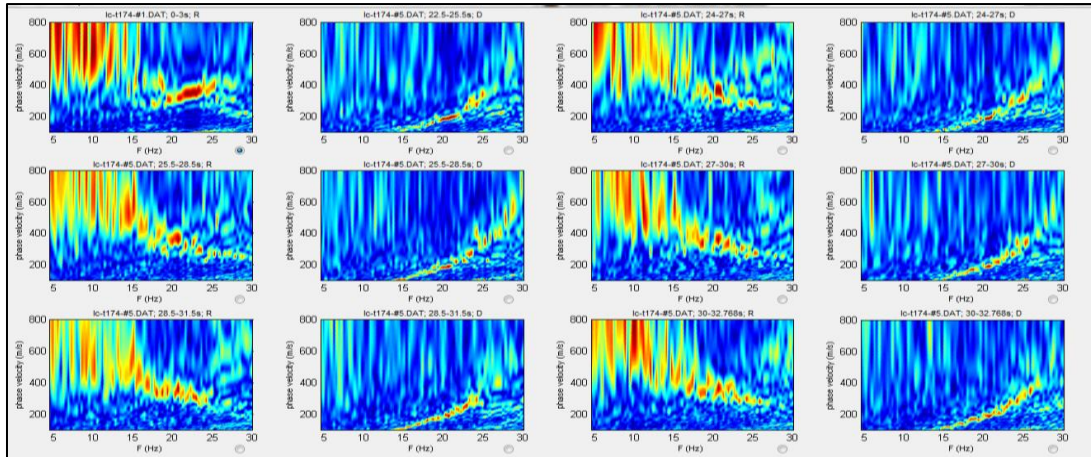 lc-t174-#1.DAT; 0-3s; R
800
600
400
200
phase velocity (m/s)
5 10 15 20 25 30
F (Hz)
lc-t174-#5.DAT; 22.5-25.5s; D
800
600
400
200
phase velocity (m/s)
5 10 15 20 25 30
F (Hz)
lc-t174-#5.DAT; 24-27s; R
800
600
400
200
phase velocity (m/s)
5 10 15 20 25 30
F (Hz)
lc-t174-#5.DAT; 24-27s; D
800
600
400
200
phase velocity (m/s)
5 10 15 20 25 30
F (Hz)
lc-t174-#5.DAT; 25.5-28.5s; R
800
600
400
200
phase velocity (m/s)
5 10 15 20 25 30
F (Hz)
lc-t174-#5.DAT; 25.5-28.5s; D
800
600
400
200
phase velocity (m/s)
5 10 15 20 25 30
F (Hz)
lc-t174-#5.DAT; 27-30s; R
800
600
400
200
phase velocity (m/s)
5 10 15 20 25 30
F (Hz)
lc-t174-#5.DAT; 27-30s; D
800
600
400
200
phase velocity (m/s)
5 10 15 20 25 30
F (Hz)
lc-t174-#5.DAT; 28.5-31.5s; R
800
600
400
200
phase velocity (m/s)
5 10 15 20 25 30
F (Hz)
lc-t174-#5.DAT; 28.5-31.5s; D
800
600
400
200
phase velocity (m/s)
5 10 15 20 25 30
F (Hz)
lc-t174-#5.DAT; 30-32.768s; R
800
600
400
200
phase velocity (m/s)
5 10 15 20 25 30
F (Hz)
lc-t174-#5.DAT; 30-32.768s; D
800
600
400
200
phase velocity (m/s)
5 10 15 20 25 30
F (Hz)